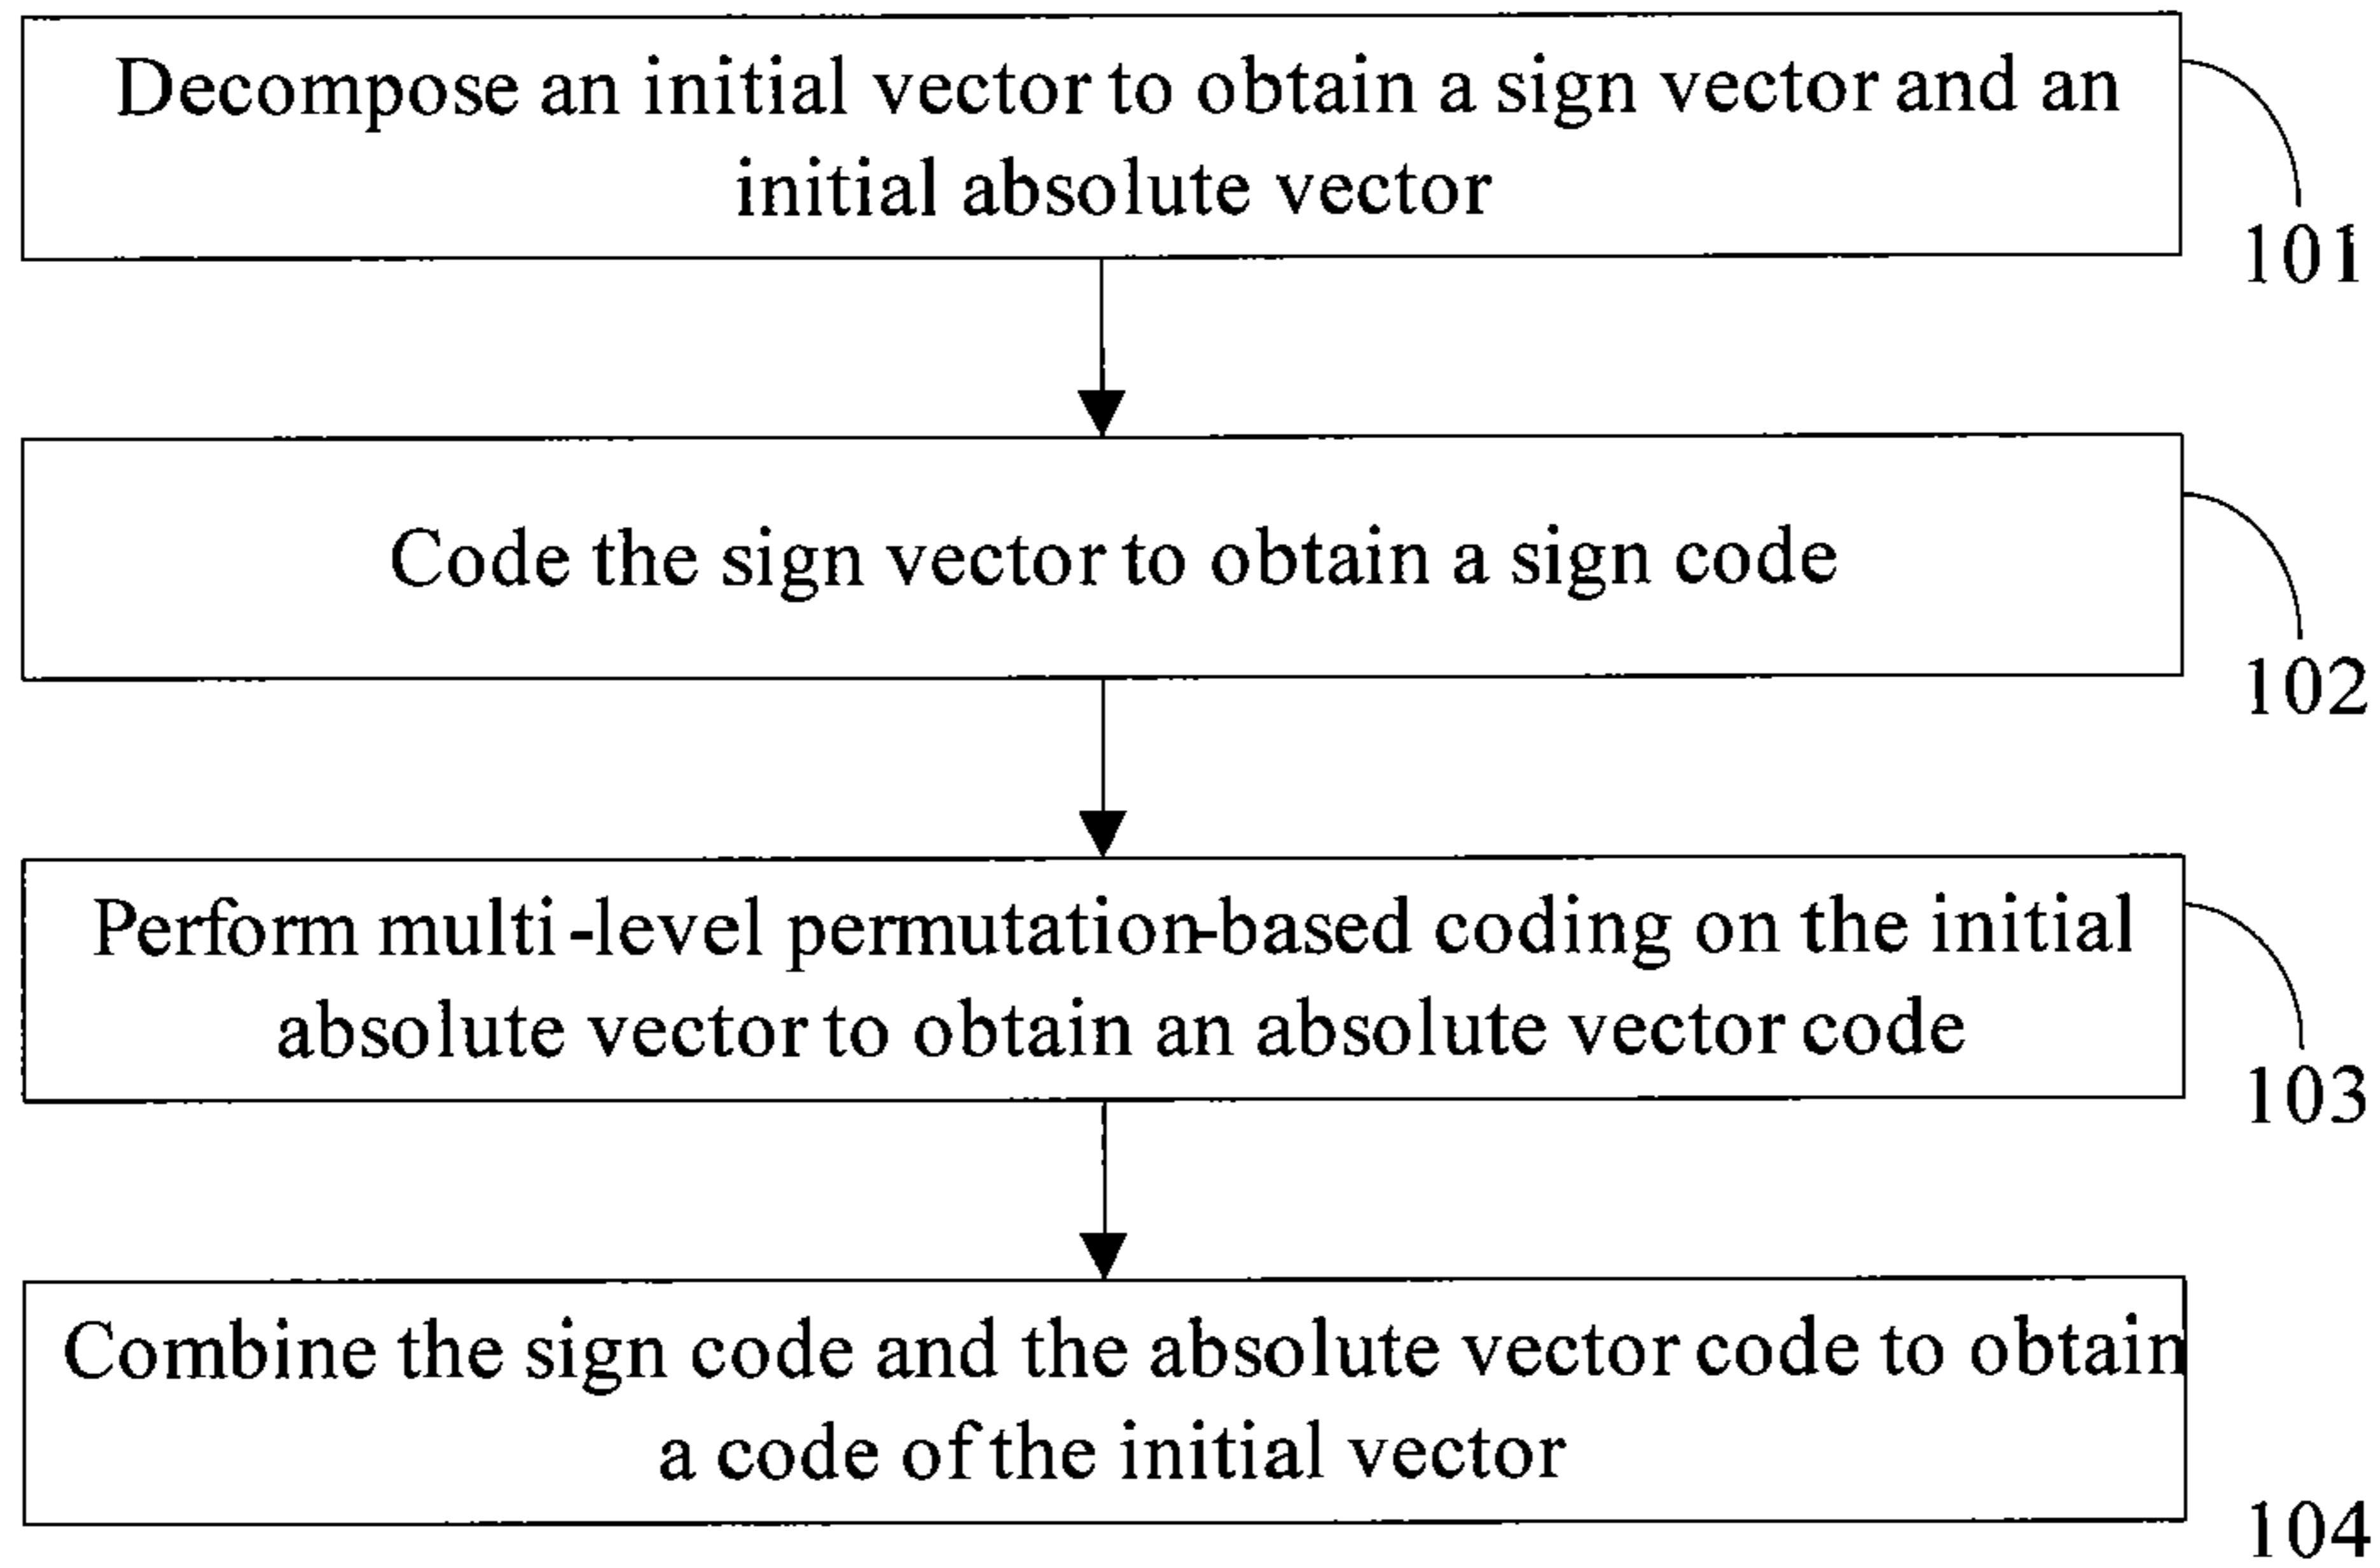 Decompose an initial vector to obtain a sign vector and an
initial absolute vector
101
Code the sign vector to obtain a sign code
102
Perform multi-level permutation-based coding on the initial
absolute vector to obtain an absolute vector code
103
Combine the sign code and the absolute vector code to obtain
a code of the initial vector
104